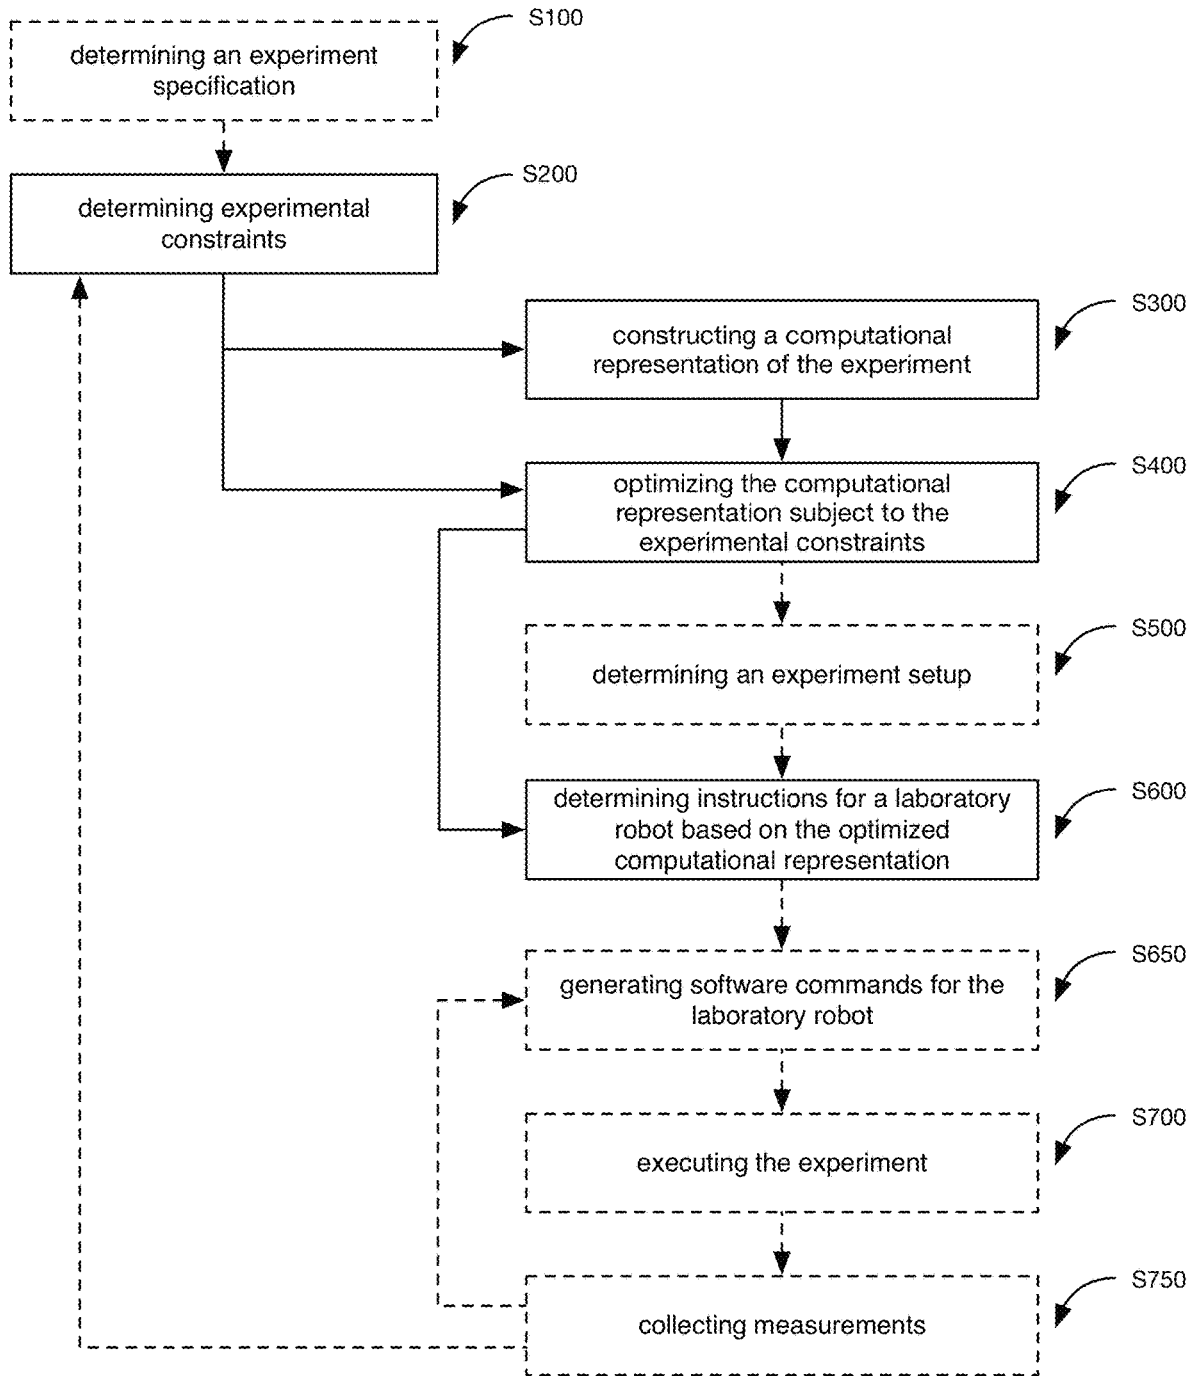 S100
determining an experiment
specification
S200
determining experimental
constraints
S300
constructing a computational
representation of the experiment
S400
optimizing the computational
representation subject to the
experimental constraints
S500
determining an experiment setup
S600
determining instructions for a laboratory
robot based on the optimized
computational representation
S650
generating software commands for the
laboratory robot
S700
executing the experiment
S750
collecting measurements